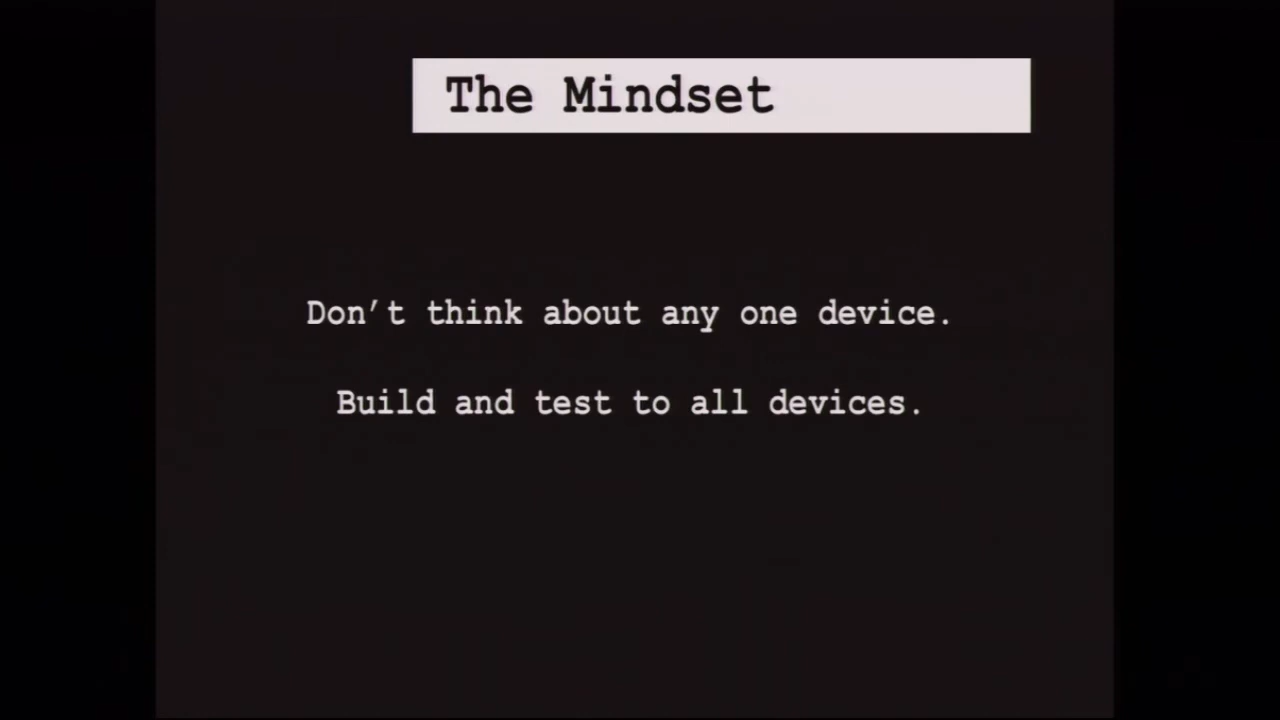 The Mindset
Don't think about any one device.
Build and test to all devices.